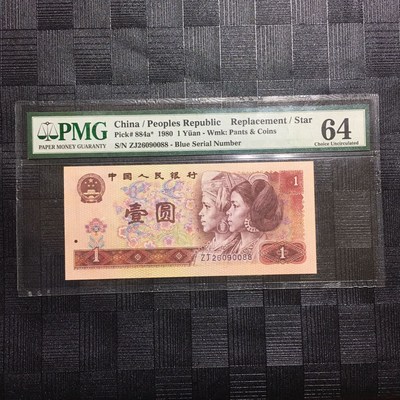 PMG
PAPER MONEY GUARANTY
China / Peoples Republic Replacement / Star
Pick# 884a* 1980 1 Yüan - Wmk: Pants & Coins
S/N ZJ26090088 - Blue Serial Number
64
Choice Uncirculated
中国人民银行
1
壹圆
1
ZJ26090088
1